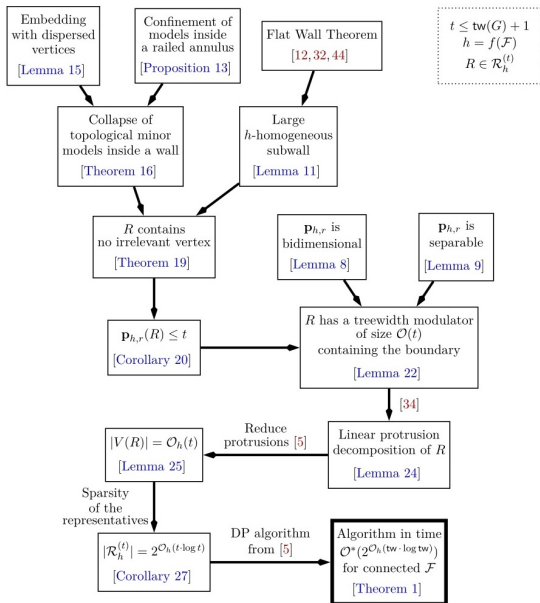 Embedding
with dispersed
vertices
[Lemma 15]
Confinement of
models inside
a railed annulus
[Proposition 13]
Flat Wall Theorem
[12,32,44]
t ≤ tw(G) + 1
h = f(ℱ)
R ∈ ℛ_h^(t)
Collapse of
topological minor
models inside a wall
[Theorem 16]
Large
h-homogeneous
subwall
[Lemma 11]
R contains
no irrelevant vertex
[Theorem 19]
p_h,r is
bidimensional
[Lemma 8]
p_h,r is
separable
[Lemma 9]
p_h,r(R) ≤ t
[Corollary 20]
R has a treewidth modulator
of size 𝒪(t)
containing the boundary
[Lemma 22]
[34]
Linear protrusion
decomposition of R
[Lemma 24]
Reduce
protrusions [5]
|V(R)| = 𝒪_h(t)
[Lemma 25]
Sparsity
of the
representatives
|ℛ_h^(t)| = 2^𝒪_h(t·log t)
[Corollary 27]
DP algorithm
from [5]
Algorithm in time
𝒪*(2^𝒪_h(tw·log tw))
for connected ℱ
[Theorem 1]